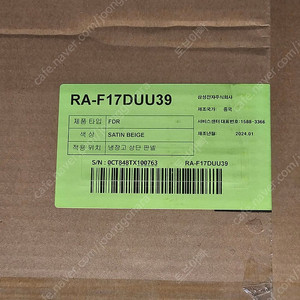 RA-F17DUU39
삼성전자주식회사
제조국가 중국
서비스센터 대표번호:1588-3366
제조년월 2024.01
제품 타입 FDR
색 상 SATIN BEIGE
적용 위치 냉장고 상단 판넬
S/N : 0CT848TX100763 RA-F17DUU39